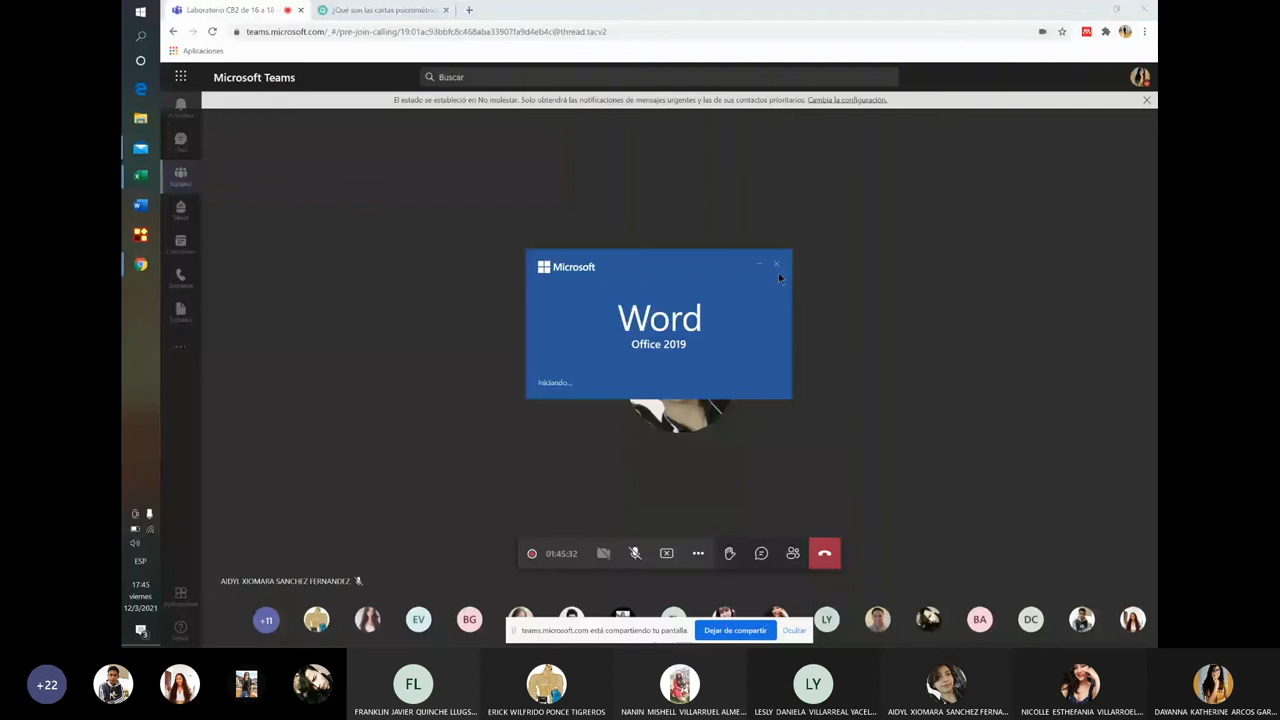 Laboratorio CB2 de 16 a 18
¿Qué son las cartas psicrométric
teams.microsoft.com/_#/pre-join-calling/19:01ac93bbfc8c468aba33907fa9d4eb4c@thread.tacv2
Aplicaciones
Microsoft Teams
Buscar
El estado se estableció en No molestar. Solo obtendrá las notificaciones de mensajes urgentes y las de sus contactos prioritarios. Cambia la configuración.
Equipos
Microsoft
Word
Office 2019
Iniciando...
01:45:32
ESP
17:45
viernes
12/3/2021
3
AIDYL XIOMARA SANCHEZ FERNANDEZ
+11
EV
BG
LY
BA
DC
teams.microsoft.com está compartiendo tu pantalla.
Dejar de compartir
Ocultar
+22
FL
LY
FRANKLIN JAVIER QUINCHE LLUGS...
ERICK WILFRIDO PONCE TIGREROS
NANIN MISHELL VILLARRUEL ALME...
LESLY DANIELA VILLARREAL YACEL...
AIDYL XIOMARA SANCHEZ FERNA...
NICOLLE ESTHEFANIA VILLARROEL...
DAYANNA KATHERINE ARCOS GAR...